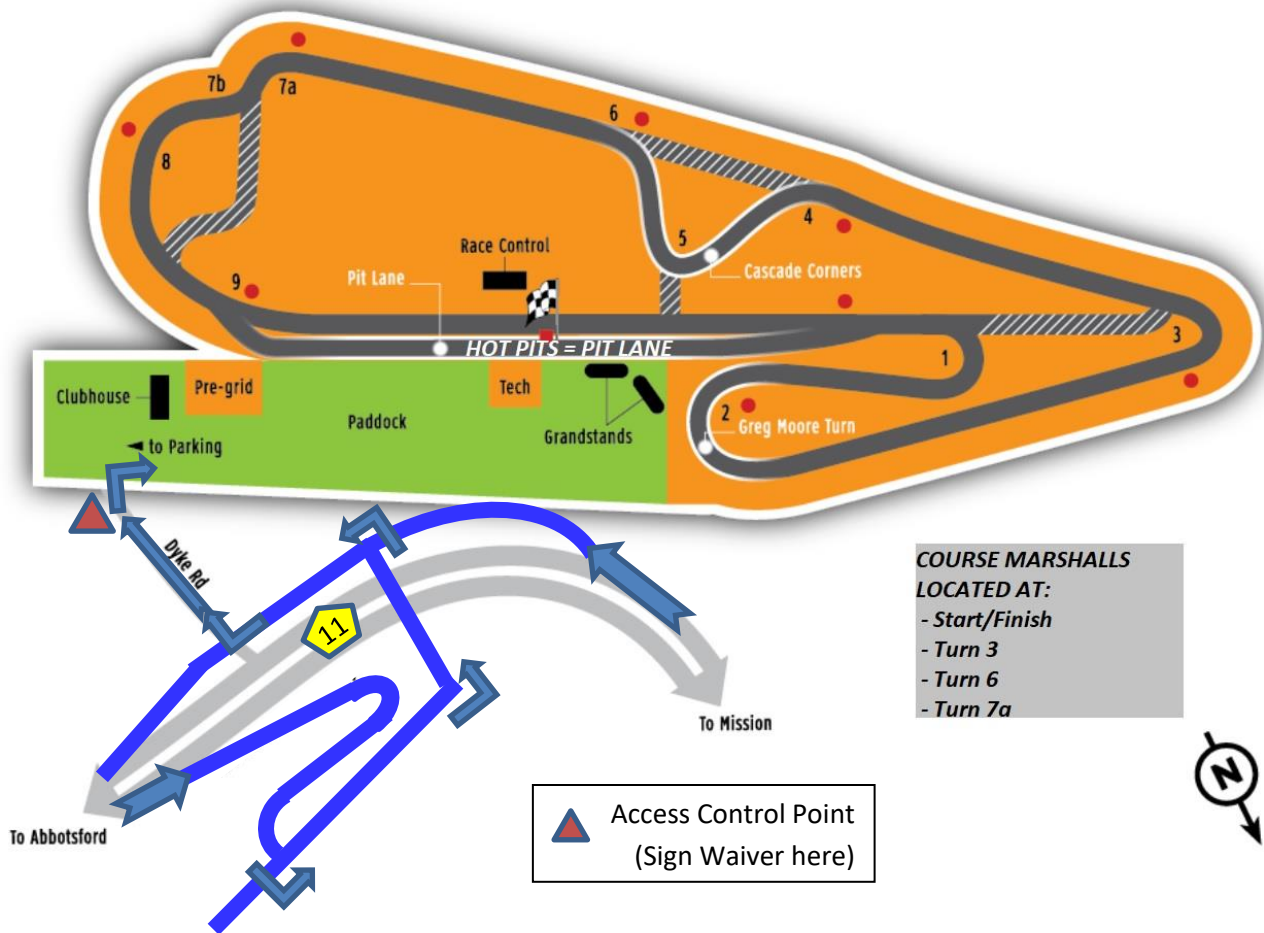 7b
7a
6
8
5
4
Race Control
Cascade Corners
Pit Lane
9
3
HOT PITS = PIT LANE
1
Clubhouse
Pre-grid
Tech
2
Paddock
Greg Moore Turn
Grandstands
◄ to Parking
Dyke Rd
11
COURSE MARSHALLS
LOCATED AT:
- Start/Finish
- Turn 3
- Turn 6
- Turn 7a
To Mission
N
To Abbotsford
Access Control Point
(Sign Waiver here)